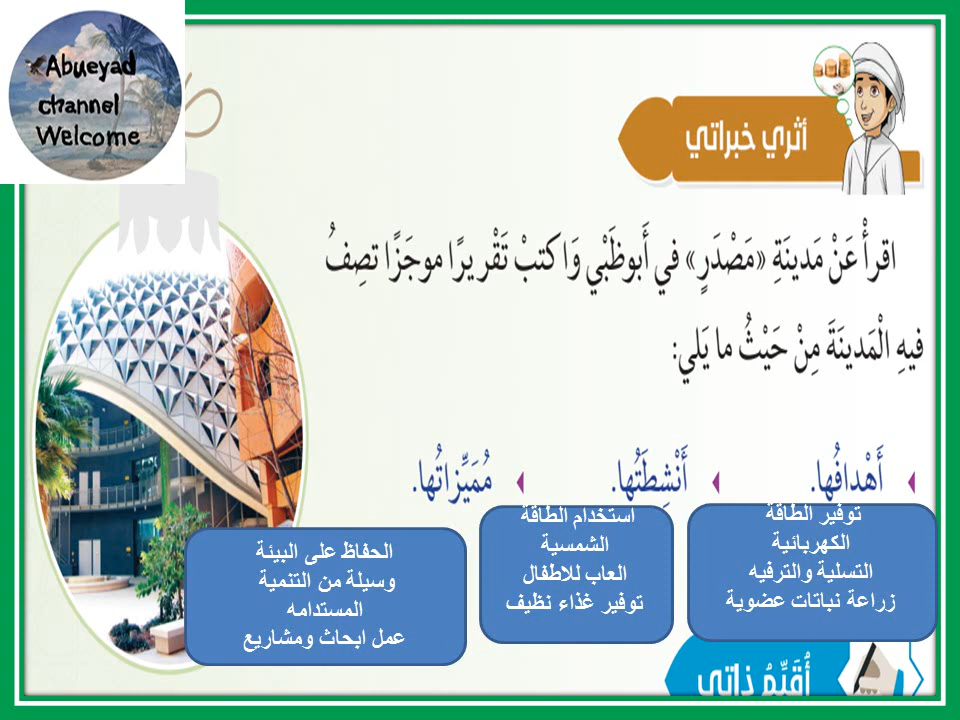 Abueyad
channel
Welcome
أثري خبراتي
اقرأْ عَنْ مَدينَةِ «مَصْدَرٍ» في أَبوظَبْي وَاكتبْ تَقْريرًا موجَزًا تصِفُ
فيهِ الْمَدينَةَ مِنْ حَيْثُ ما يَلي:
أَهْدافُها.
أَنْشِطَتُها.
مُمَيِّزاتُها.
توفير الطاقة
الكهربائية
التسلية والترفيه
زراعة نباتات عضوية
استخدام الطاقة
الشمسية
العاب للاطفال
توفير غذاء نظيف
الحفاظ على البيئة
وسيلة من التنمية
المستدامه
عمل ابحاث ومشاريع
أُقَيِّمُ ذاتي